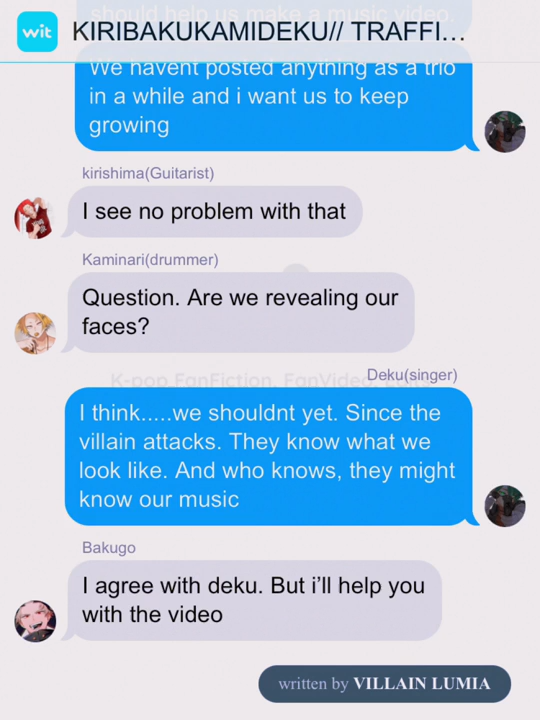 should help us make a music video.
wit
KIRIBAKUKAMIDEKU// TRAFFI...
We havent posted anything as a trio
in a while and i want us to keep
growing
kirishima(Guitarist)
I see no problem with that
Kaminari(drummer)
Question. Are we revealing our
faces?
K-pop FanFiction, FanVideo,
Deku(singer)
I think.....we shouldnt yet. Since the
villain attacks. They know what we
look like. And who knows, they might
know our music
Bakugo
I agree with deku. But i'll help you
with the video
written by VILLAIN LUMIA